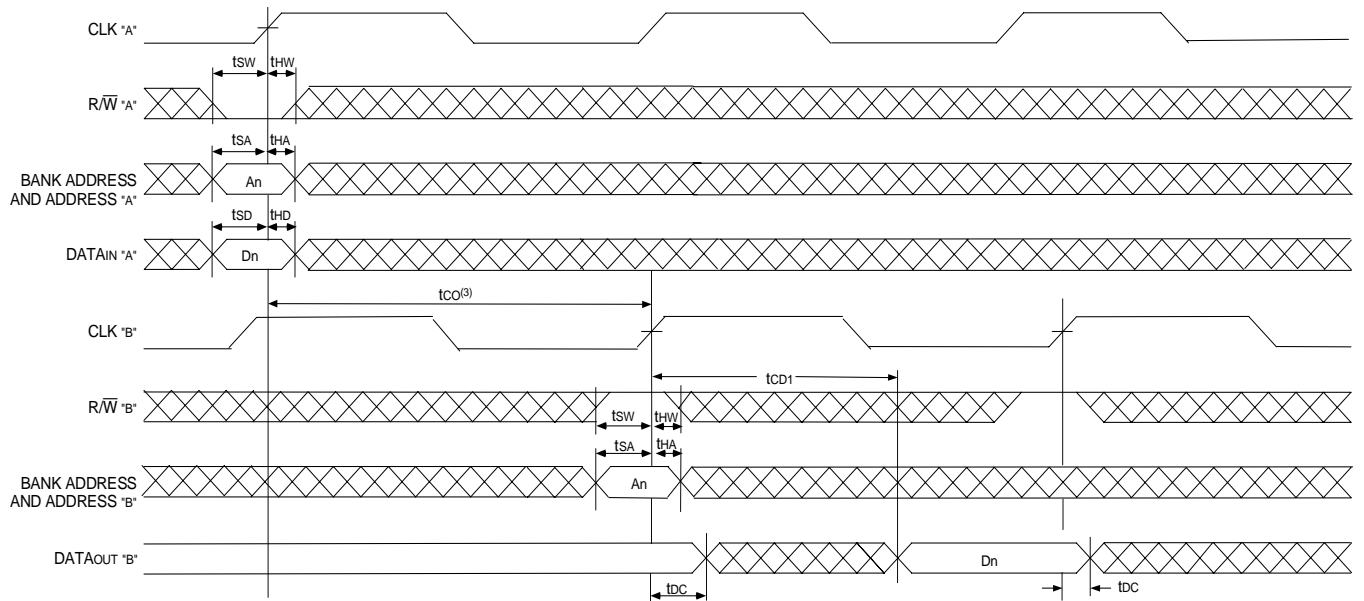 CLK "A"
tSW tHW
R/W̅ "A"
tSA tHA
BANK ADDRESS
AND ADDRESS "A"
An
tSD tHD
DATAIN "A"
Dn
tCO(3)
CLK "B"
tCD1
R/W̅ "B"
tSW tHW
tSA tHA
BANK ADDRESS
AND ADDRESS "B"
An
DATAOUT "B"
Dn
tDC
tDC